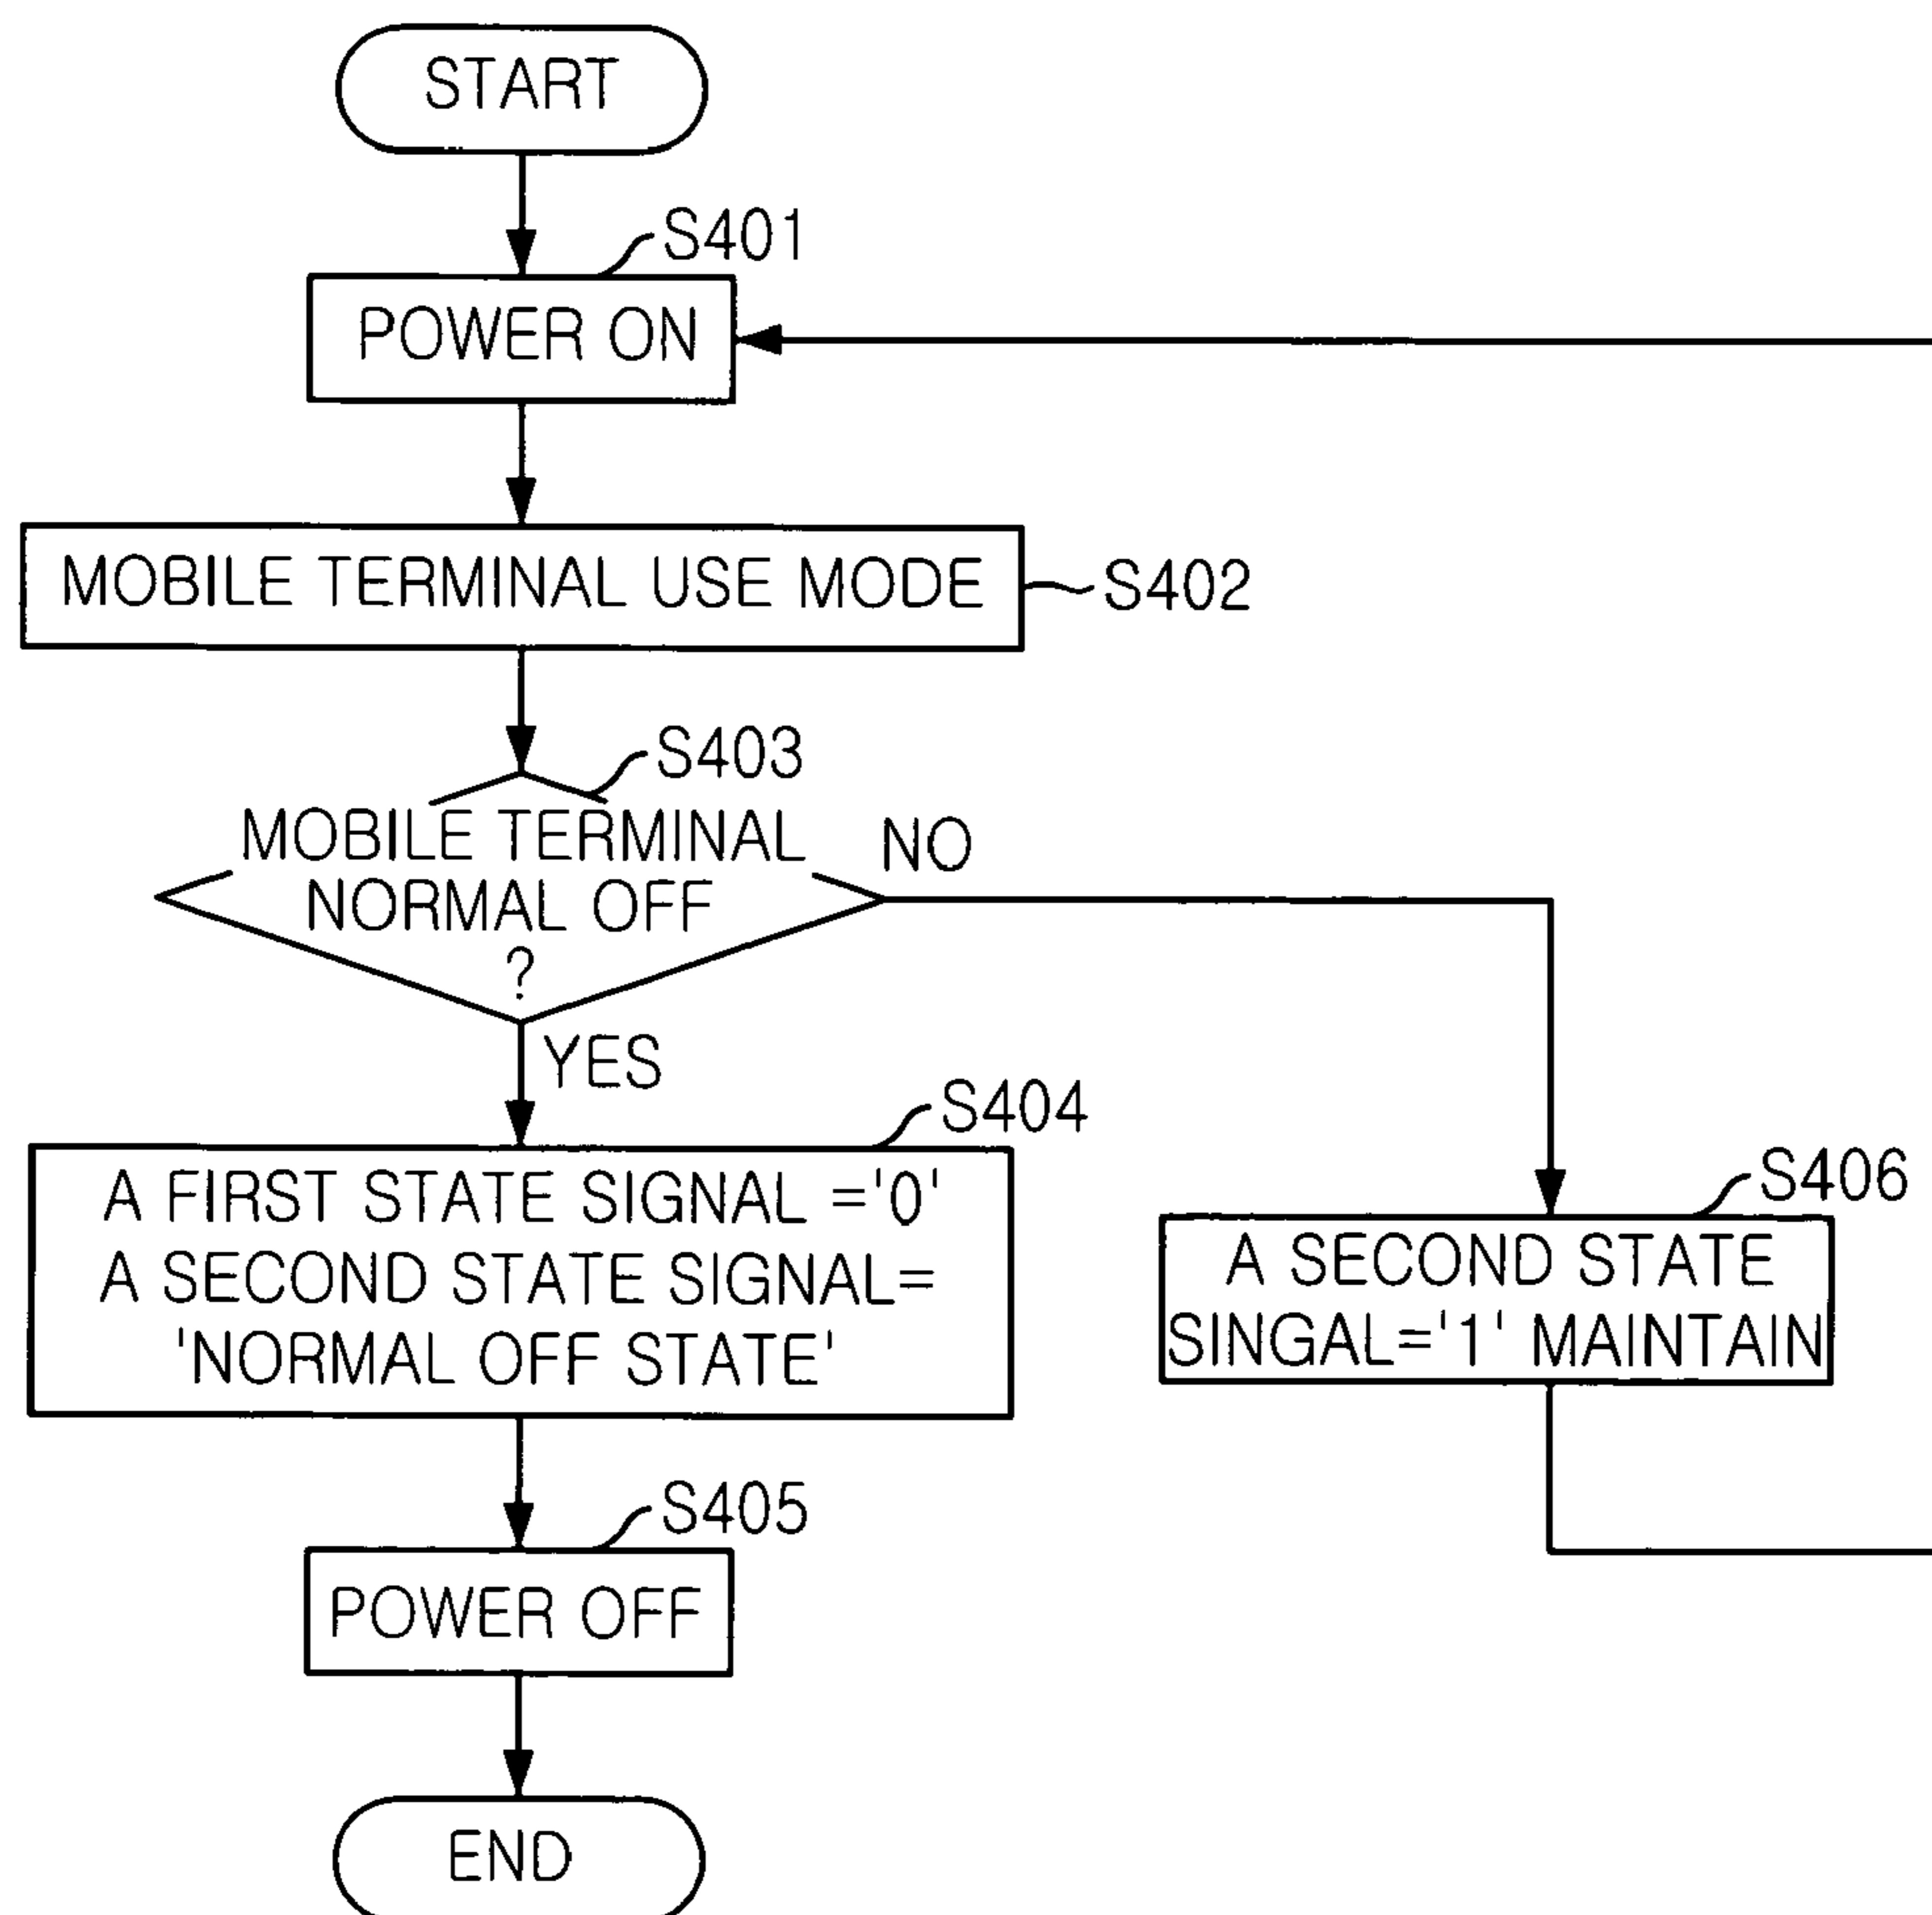 START
S401
POWER ON
MOBILE TERMINAL USE MODE
S402
S403
MOBILE TERMINAL
NORMAL OFF
?
NO
YES
S404
A FIRST STATE SIGNAL ='0'
A SECOND STATE SIGNAL=
'NORMAL OFF STATE'
S406
A SECOND STATE
SINGAL='1' MAINTAIN
S405
POWER OFF
END